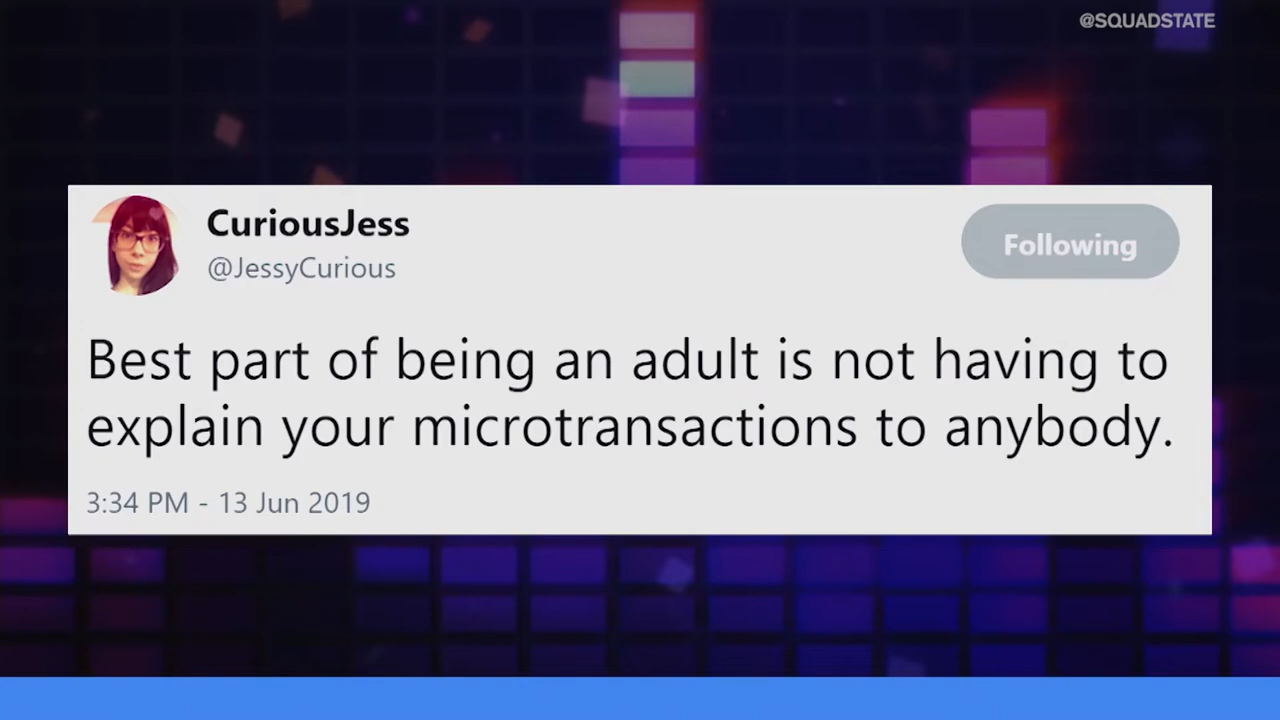 @SQUADSTATE
CuriousJess
@JessyCurious
Following
Best part of being an adult is not having to
explain your microtransactions to anybody.
3:34 PM - 13 Jun 2019